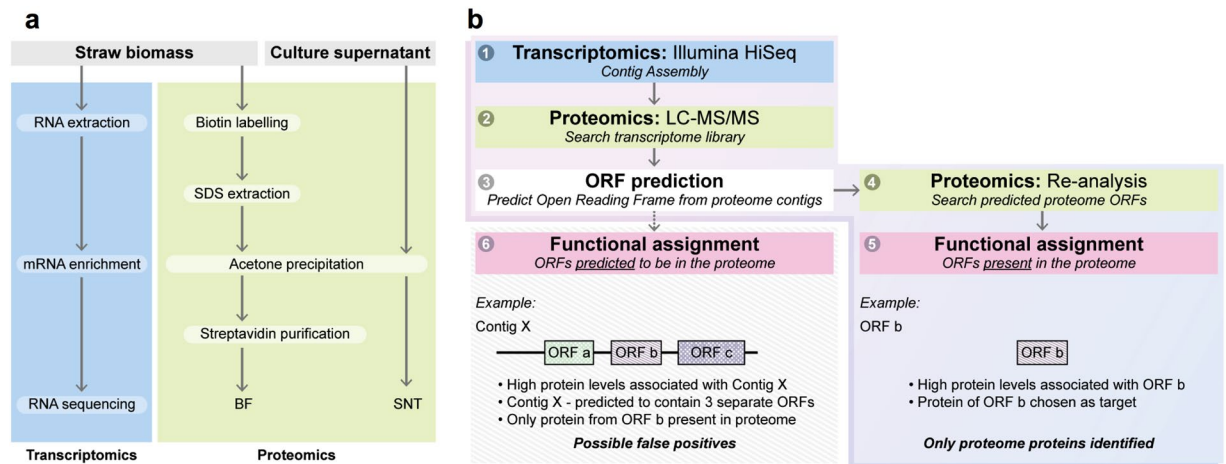 a
Straw biomass
Culture supernatant
RNA extraction
Biotin labelling
SDS extraction
mRNA enrichment
Acetone precipitation
Streptavidin purification
RNA sequencing
BF
SNT
Transcriptomics
Proteomics
b
1 Transcriptomics: Illumina HiSeq
Contig Assembly
2 Proteomics: LC-MS/MS
Search transcriptome library
3 ORF prediction
Predict Open Reading Frame from proteome contigs
4 Proteomics: Re-analysis
Search predicted proteome ORFs
6 Functional assignment
ORFs predicted to be in the proteome
5 Functional assignment
ORFs present in the proteome
Example:
Contig X
ORF a ORF b ORF c
• High protein levels associated with Contig X
• Contig X - predicted to contain 3 separate ORFs
• Only protein from ORF b present in proteome
Possible false positives
Example:
ORF b
ORF b
• High protein levels associated with ORF b
• Protein of ORF b chosen as target
Only proteome proteins identified